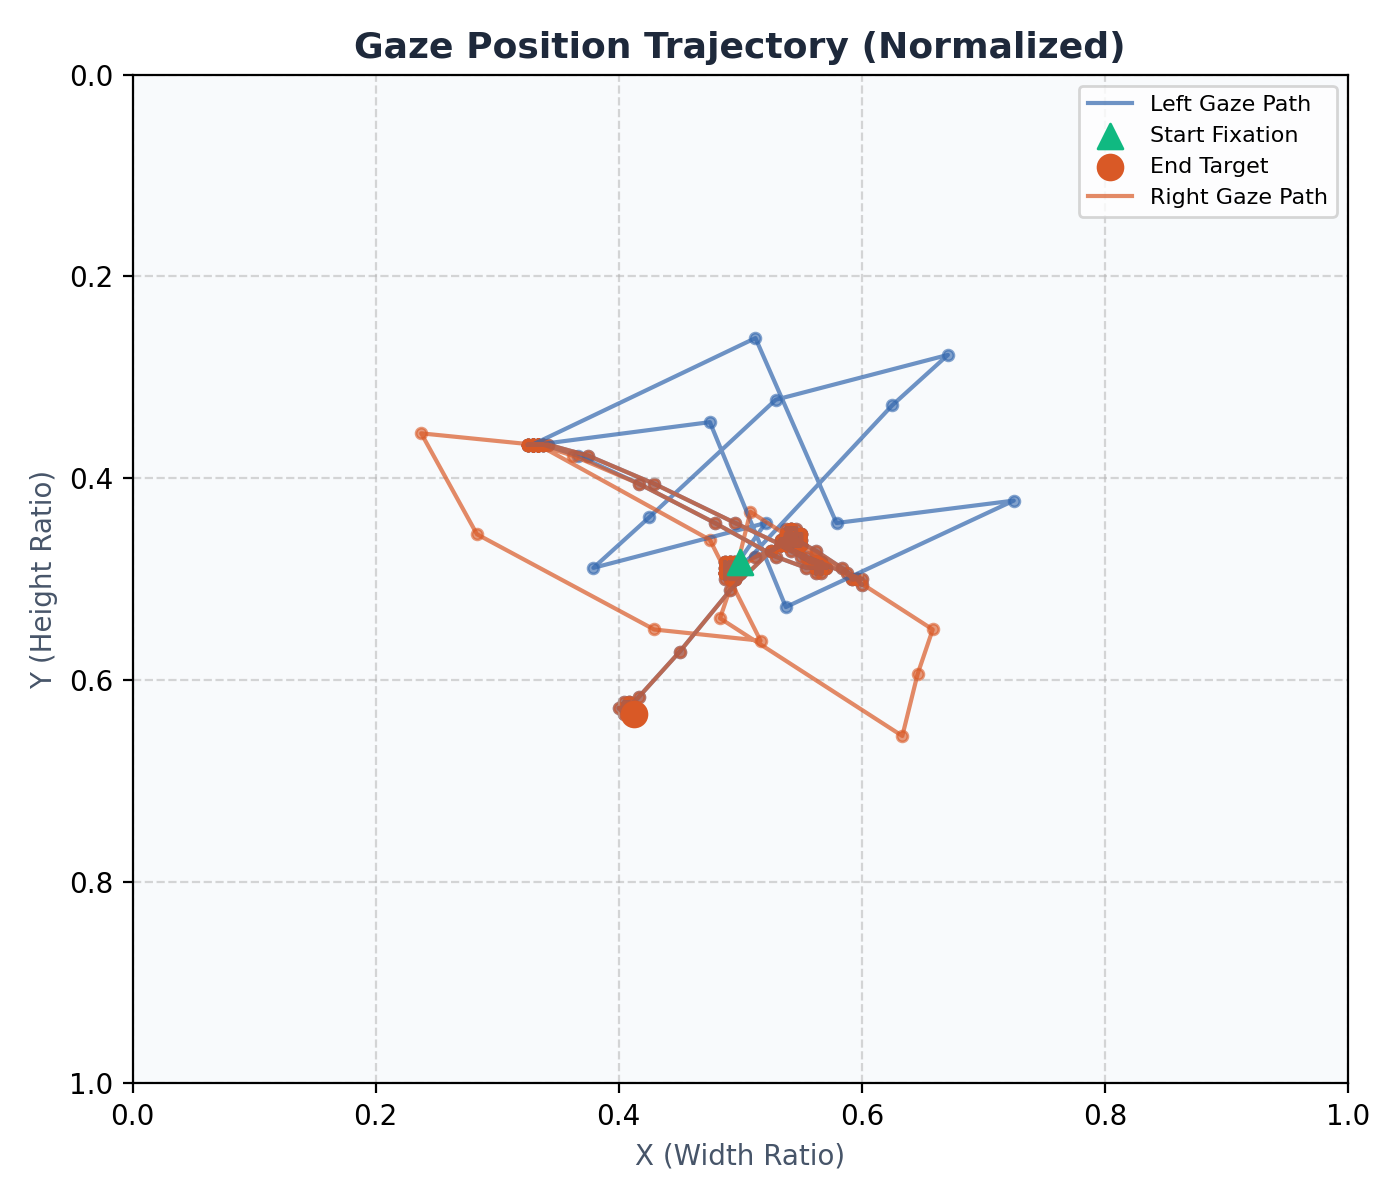 Gaze Position Trajectory (Normalized)
Left Gaze Path
Start Fixation
End Target
Right Gaze Path
Y (Height Ratio)
0.0
0.2
0.4
0.6
0.8
1.0
0.0 0.2 0.4 0.6 0.8 1.0
X (Width Ratio)